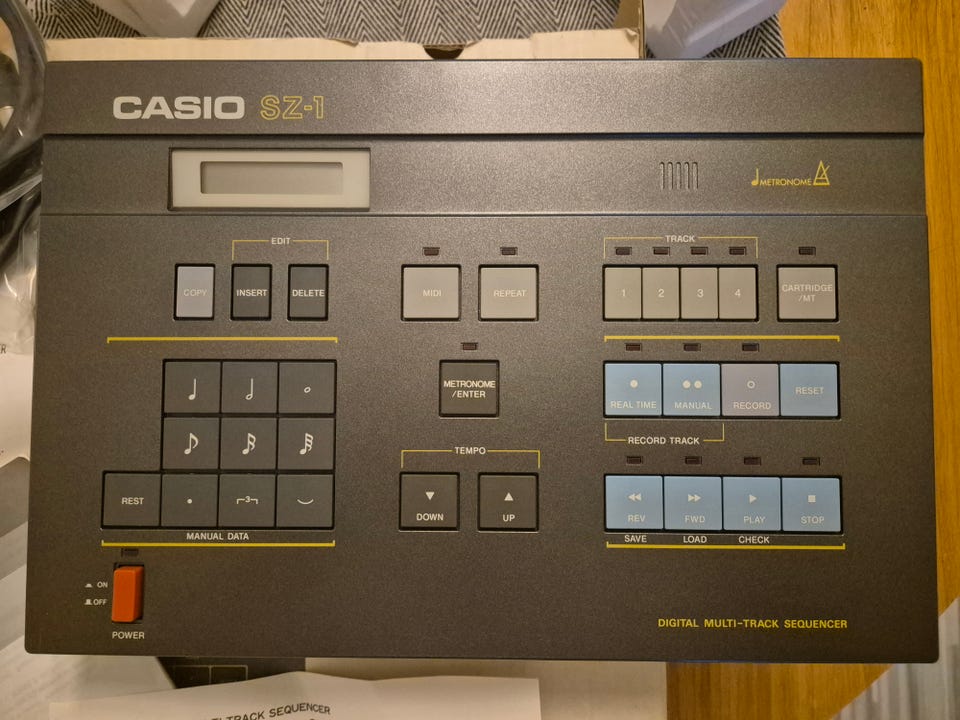 CASIO SZ-1
METRONOME
EDIT
TRACK
COPY
INSERT
DELETE
MIDI
REPEAT
1
2
3
4
CARTRIDGE
/MT
METRONOME
/ENTER
REAL TIME
MANUAL
RECORD
RESET
RECORD TRACK
TEMPO
REST
3
DOWN
UP
REV
FWD
PLAY
STOP
MANUAL DATA
SAVE
LOAD
CHECK
ON
OFF
POWER
DIGITAL MULTI-TRACK SEQUENCER
TRACK SEQUENCER